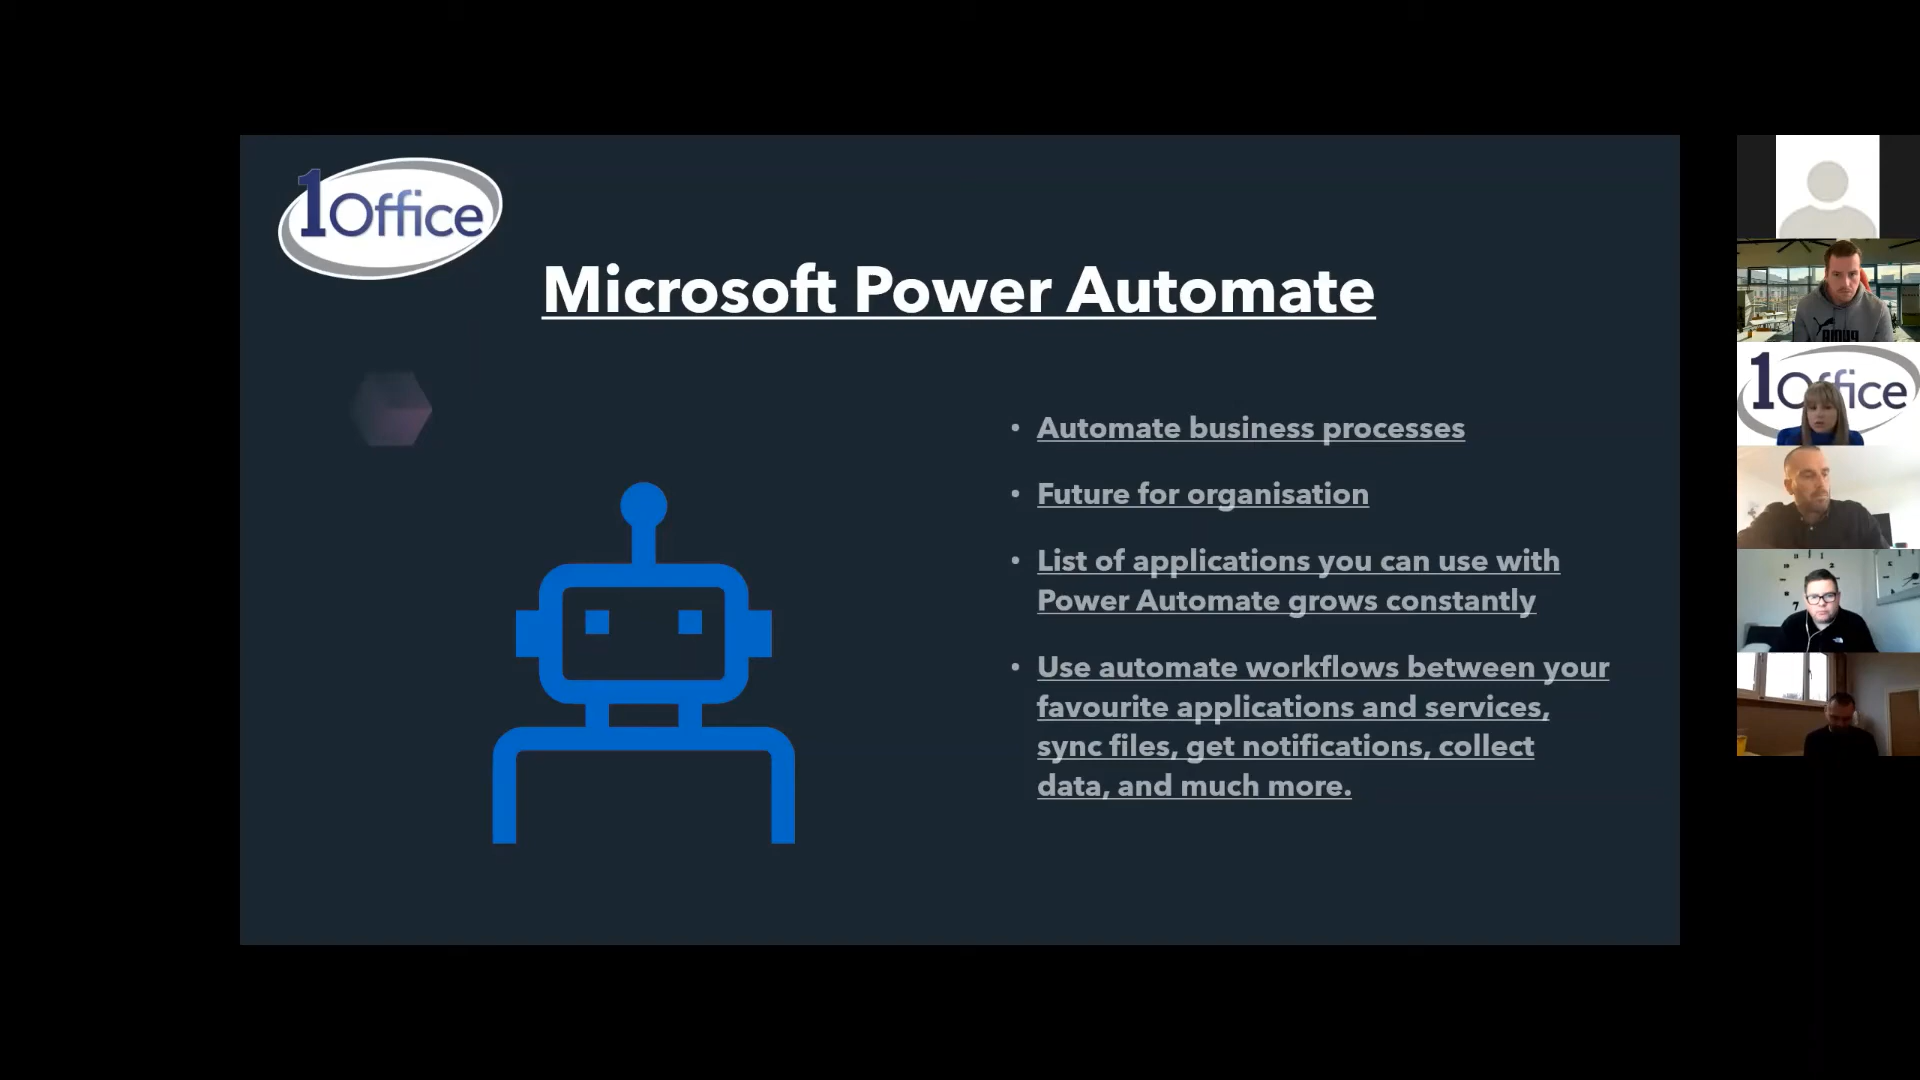 1Office
Microsoft Power Automate
• Automate business processes
• Future for organisation
• List of applications you can use with
Power Automate grows constantly
• Use automate workflows between your
favourite applications and services,
sync files, get notifications, collect
data, and much more.
1Office